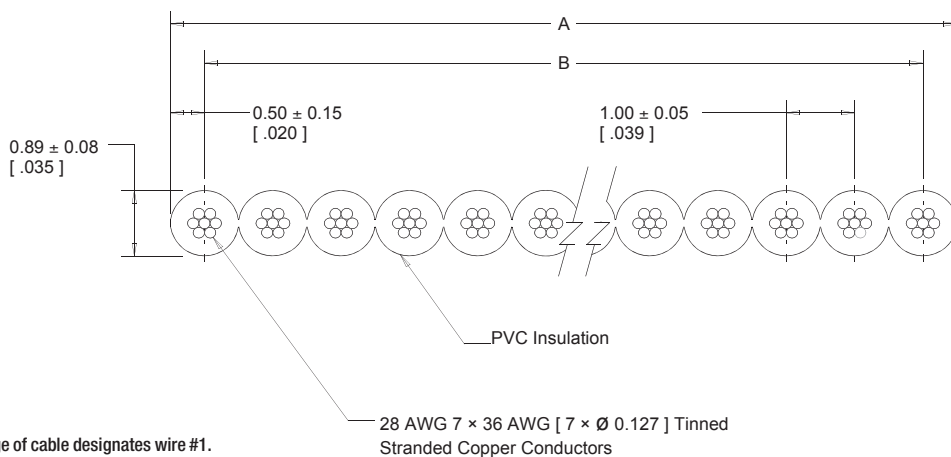 A
B
0.50 ± 0.15
[ .020 ]
1.00 ± 0.05
[ .039 ]
0.89 ± 0.08
[ .035 ]
PVC Insulation
28 AWG 7 × 36 AWG [ 7 × Ø 0.127 ] Tinned
Stranded Copper Conductors
of cable designates wire #1.